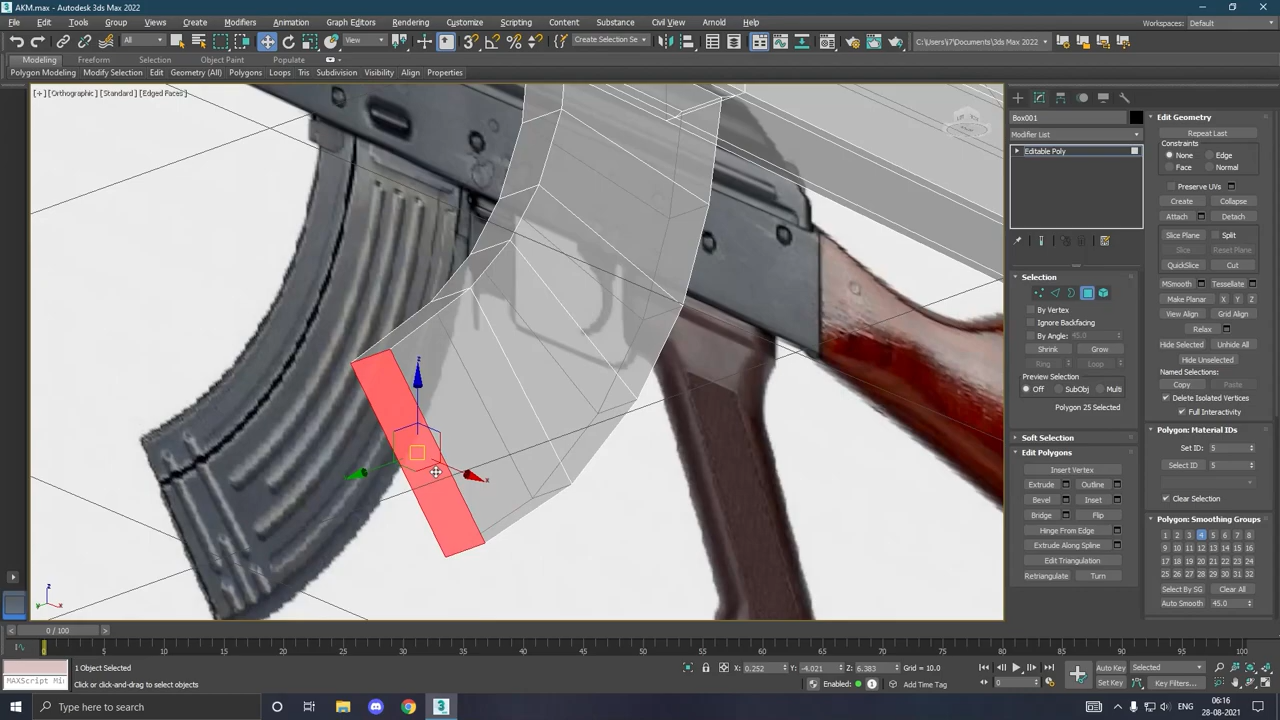 AKM.max - Autodesk 3ds Max 2022
File Edit Tools Group Views Create Modifiers Animation Graph Editors Rendering Customize Scripting Content Substance Civil View Arnold Help
Workspaces: Default
All View Create Selection Se C:\Users\i7\Documents\3ds Max 2022
Modeling Freeform Selection Object Paint Populate
Polygon Modeling Modify Selection Edit Geometry (All) Polygons Loops Tris Subdivision Visibility Align Properties
[+] [Orthographic] [Standard] [Edged Faces]
z
x
y
z
y x
Box001
Modifier List
Editable Poly
Selection
By Vertex
Ignore Backfacing
By Angle: 45.0
Shrink Grow
Ring Loop
Preview Selection
Off SubObj Multi
Polygon 25 Selected
Soft Selection
Edit Polygons
Insert Vertex
Extrude Outline
Bevel Inset
Bridge Flip
Hinge From Edge
Extrude Along Spline
Edit Triangulation
Retriangulate Turn
Edit Geometry
Repeat Last
Constraints
None Edge
Face Normal
Preserve UVs
Create Collapse
Attach Detach
Slice Plane Split
Slice Reset Plane
QuickSlice Cut
MSmooth Tessellate
Make Planar X Y Z
View Align Grid Align
Relax
Hide Selected Unhide All
Hide Unselected
Named Selections:
Copy Paste
Delete Isolated Vertices
Full Interactivity
Polygon: Material IDs
Set ID: 5
Select ID 5
Clear Selection
Polygon: Smoothing Groups
1 2 3 4 5 6 7 8
9 10 11 12 13 14 15 16
17 18 19 20 21 22 23 24
25 26 27 28 29 30 31 32
Select By SG Clear All
Auto Smooth 45.0
< 0 / 100 >
0 5 10 15 20 25 30 35 40 45 50 55 60 65 70 75 80 85 90 95 100
MAXScript Mi
1 Object Selected
Click or click-and-drag to select objects
X: 0.252 Y: -4.021 Z: 6.383 Grid = 10.0
Enabled: 1 Add Time Tag
0
Auto Key Selected
Set Key Key Filters...
Type here to search
ENG
06:16
28-08-2021